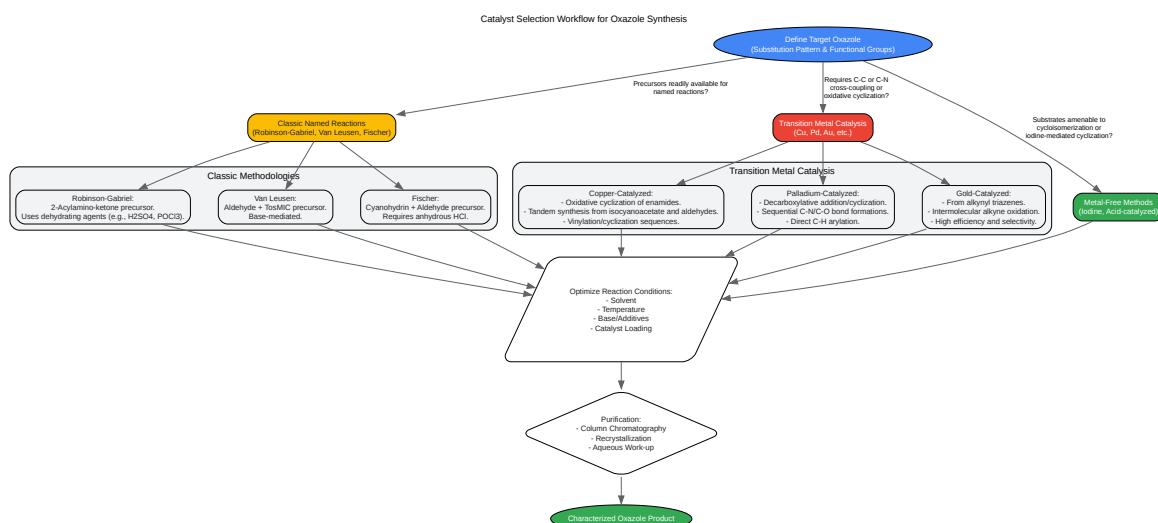 Catalyst Selection Workflow for Oxazole Synthesis
Define Target Oxazole
(Substitution Pattern & Functional Groups)
Precursors readily available for
named reactions?
Requires C-C or C-N
cross-coupling or
oxidative cyclization?
Substrates amenable to
cycloisomerization or
iodine-mediated cyclization?
Classic Named Reactions
(Robinson-Gabriel, Van Leusen, Fischer)
Transition Metal Catalysis
(Cu, Pd, Au, etc.)
Classic Methodologies
Robinson-Gabriel:
2-Acylamino-ketone precursor.
Uses dehydrating agents (e.g., H2SO4, POCl3).
Van Leusen:
Aldehyde + TosMIC precursor.
Base-mediated.
Fischer:
Cyanohydrin + Aldehyde precursor.
Requires anhydrous HCl.
Transition Metal Catalysis
Copper-Catalyzed:
- Oxidative cyclization of enamides.
- Tandem synthesis from isocyanoacetate and aldehydes.
- Vinylation/cyclization sequences.
Palladium-Catalyzed:
- Decarboxylative addition/cyclization.
- Sequential C-N/C-O bond formations.
- Direct C-H arylation.
Gold-Catalyzed:
- From alkynyl triazenes.
- Intermolecular alkyne oxidation.
- High efficiency and selectivity.
Metal-Free Methods
(Iodine, Acid-catalyzed)
Optimize Reaction Conditions:
- Solvent
- Temperature
- Base/Additives
- Catalyst Loading
Purification:
- Column Chromatography
- Recrystallization
- Aqueous Work-up
Characterized Oxazole Product